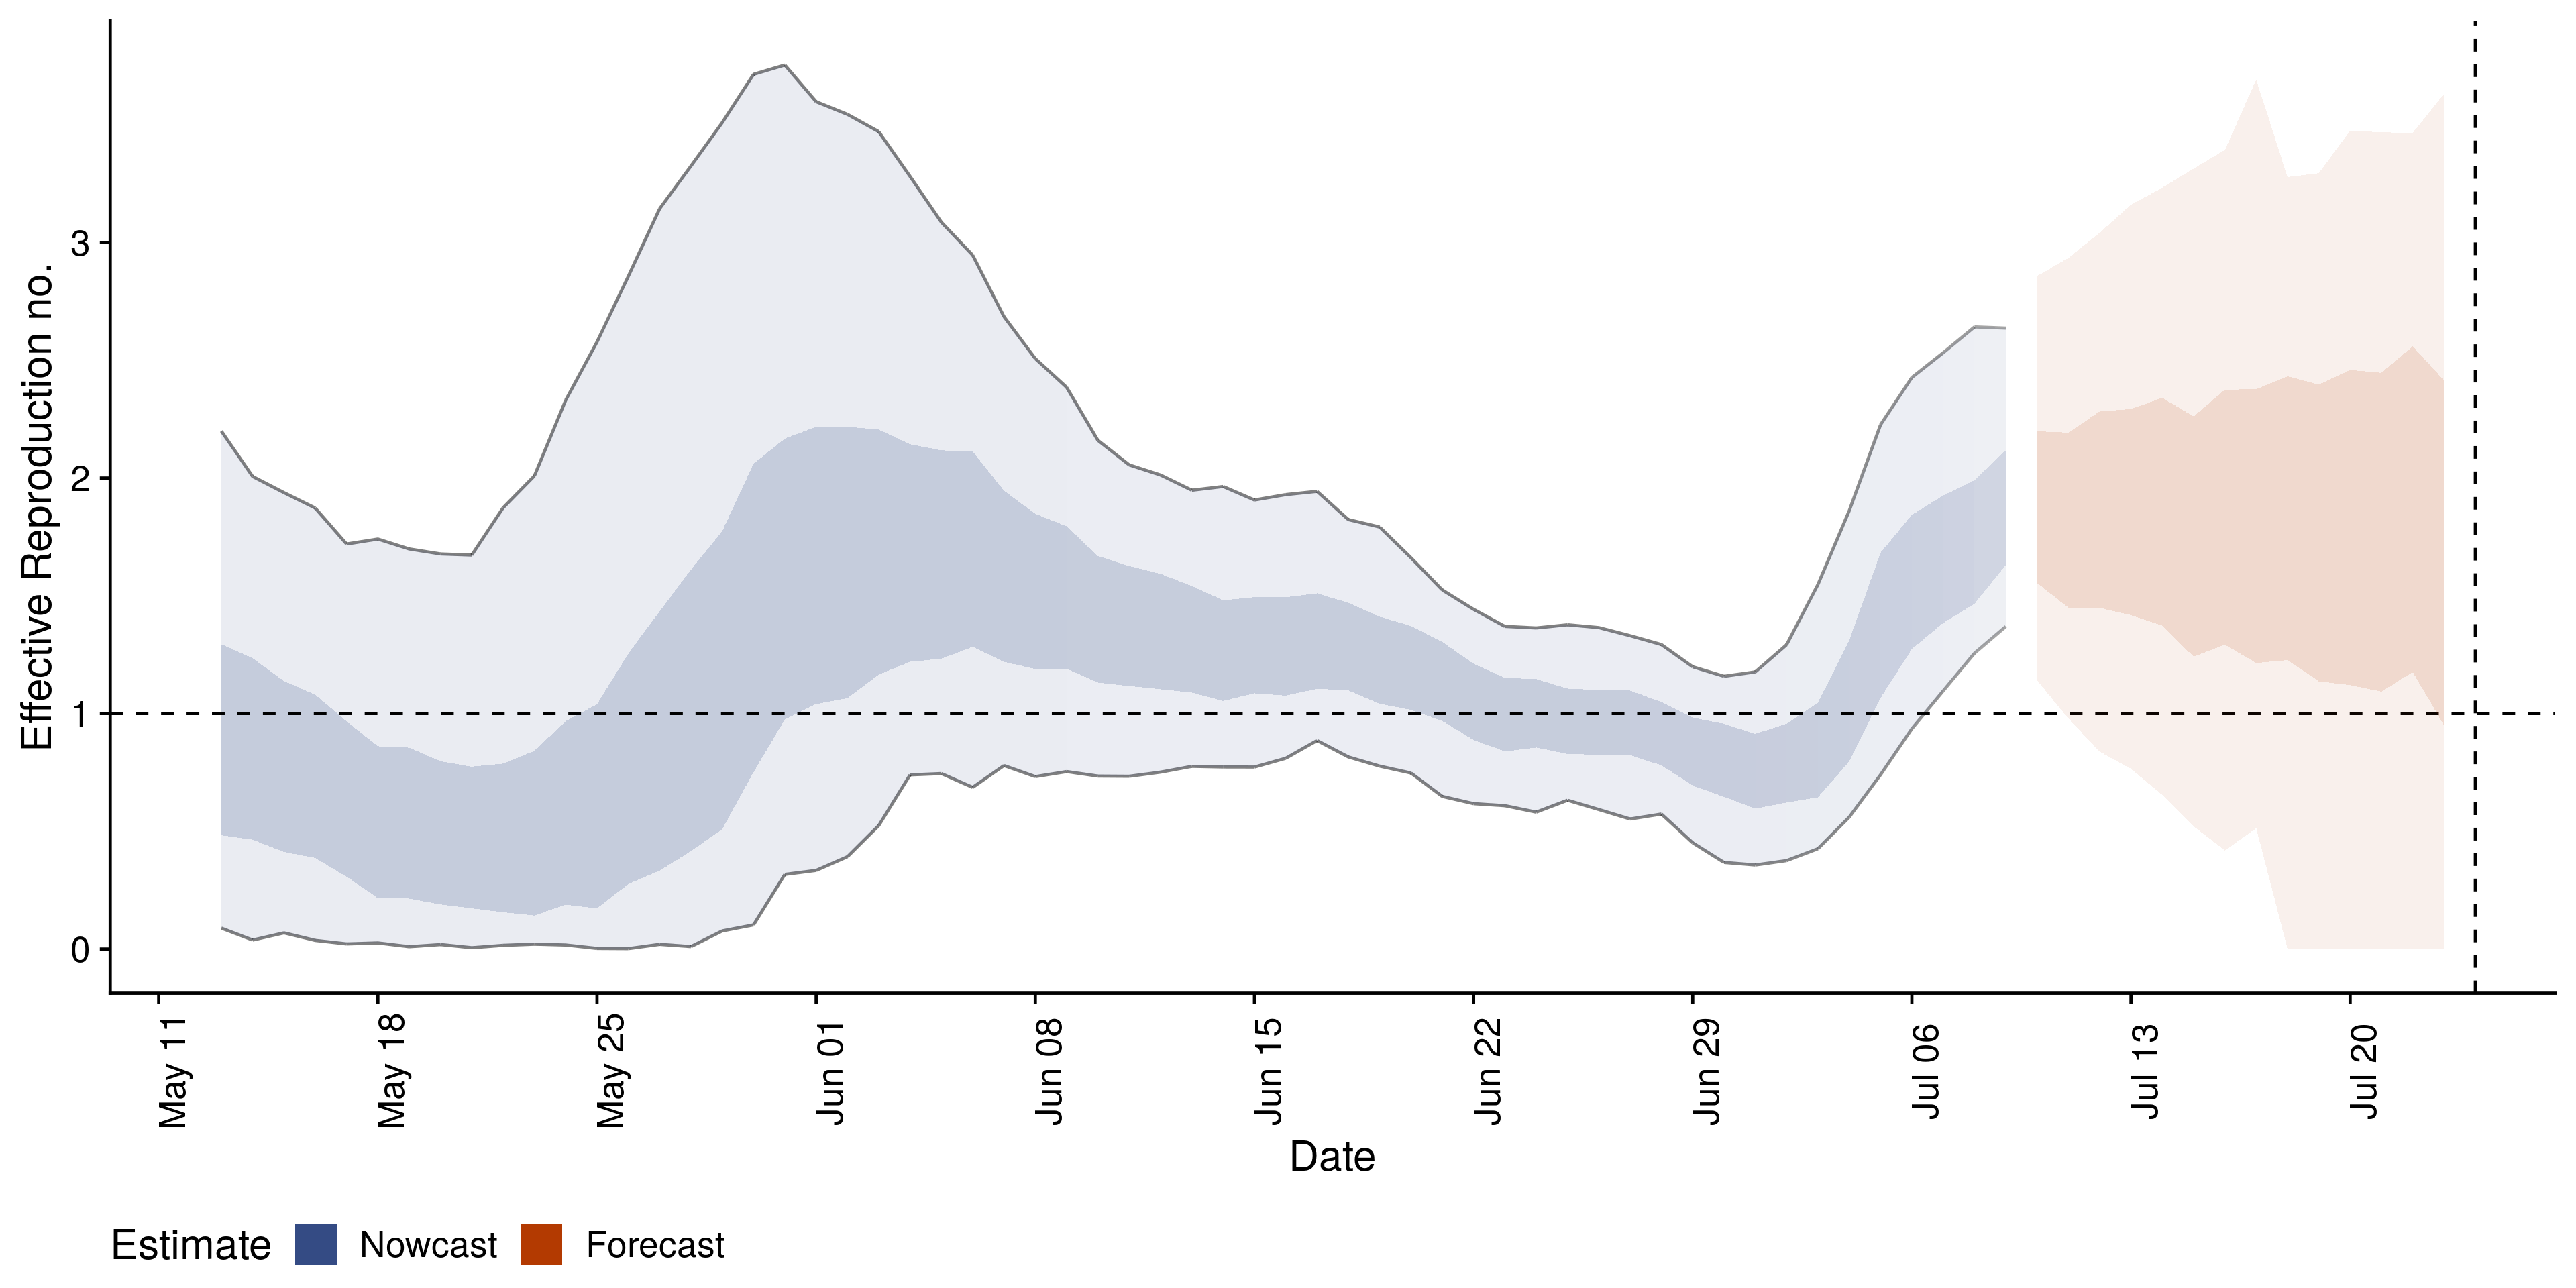 Effective Reproduction no.
3
2
1
0
May 11
May 18
May 25
Jun 01
Jun 08
Jun 15
Jun 22
Jun 29
Jul 06
Jul 13
Jul 20
Date
Estimate Nowcast Forecast